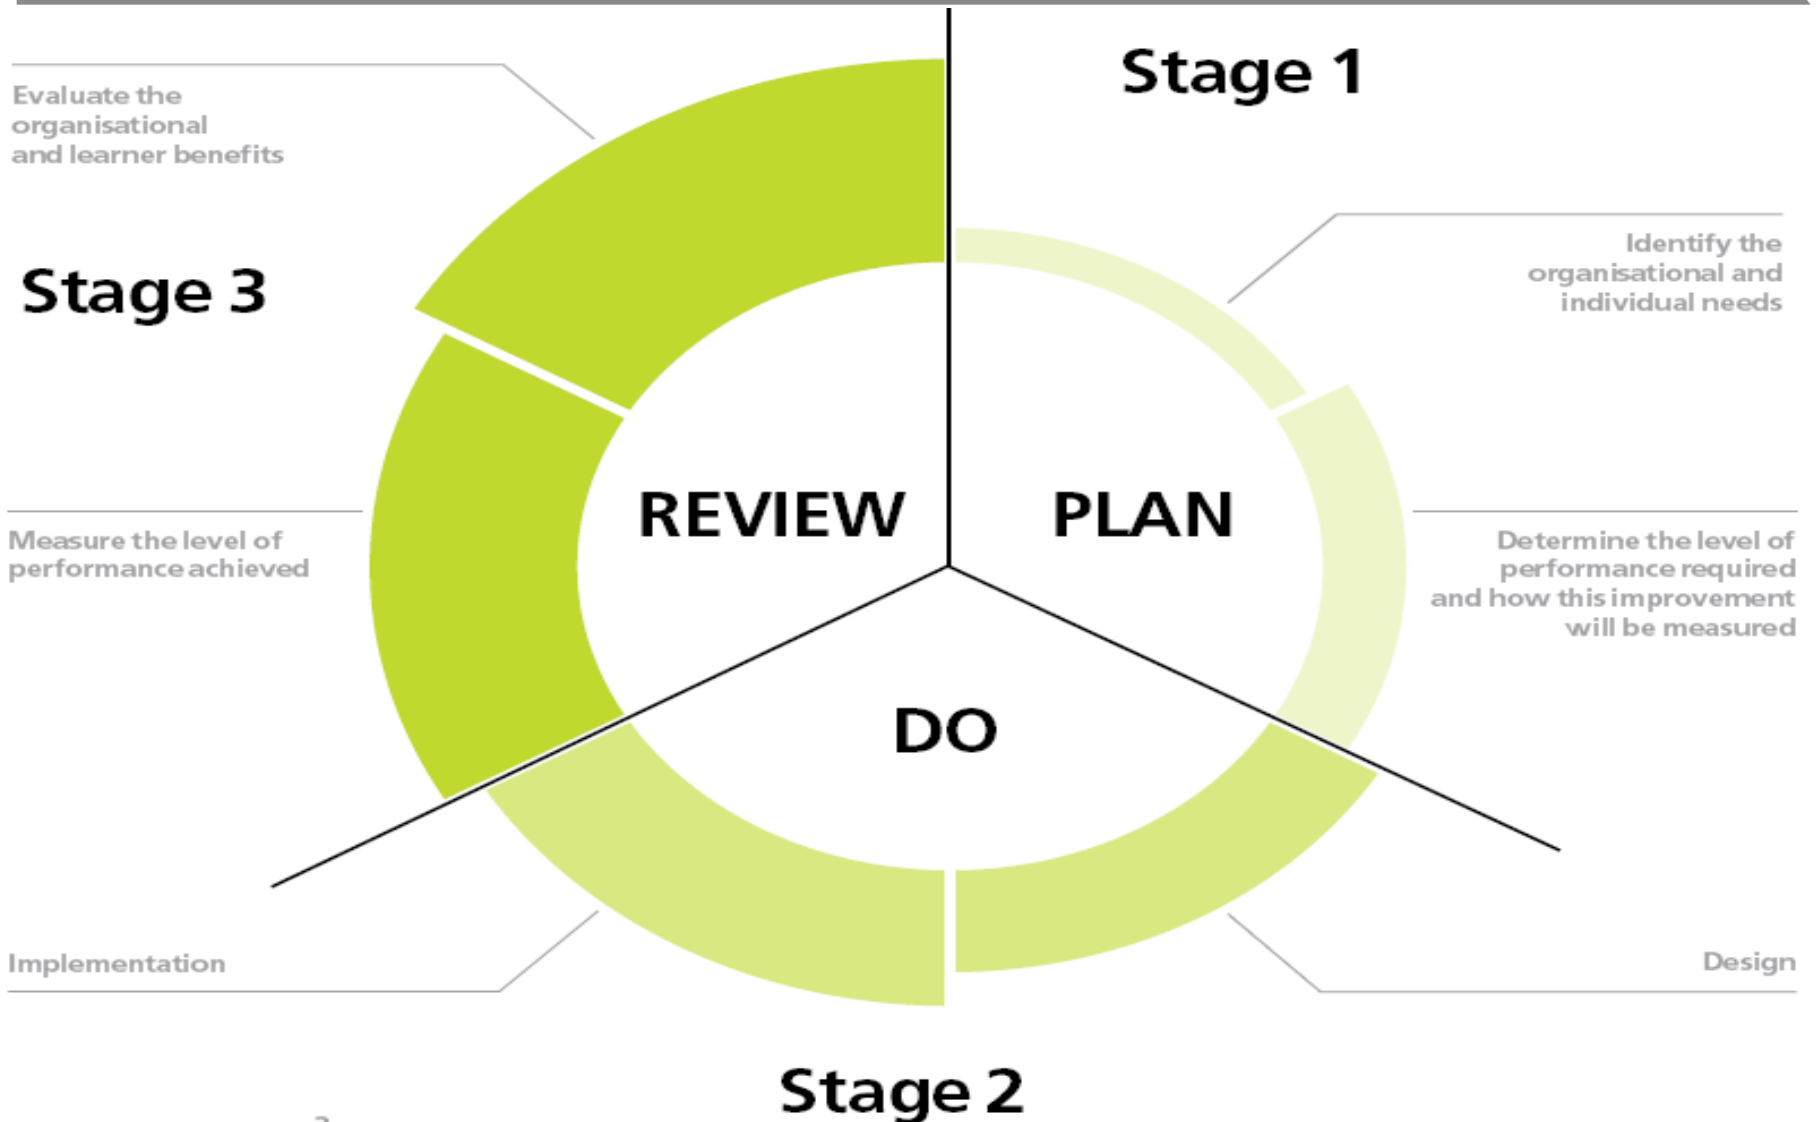 Stage 1
Evaluate the
organisational
and learner benefits
Identify the
organisational and
individual needs
Stage 3
REVIEW
PLAN
Measure the level of
performance achieved
Determine the level of
performance required
and how this improvement
will be measured
DO
Implementation
Design
Stage 2